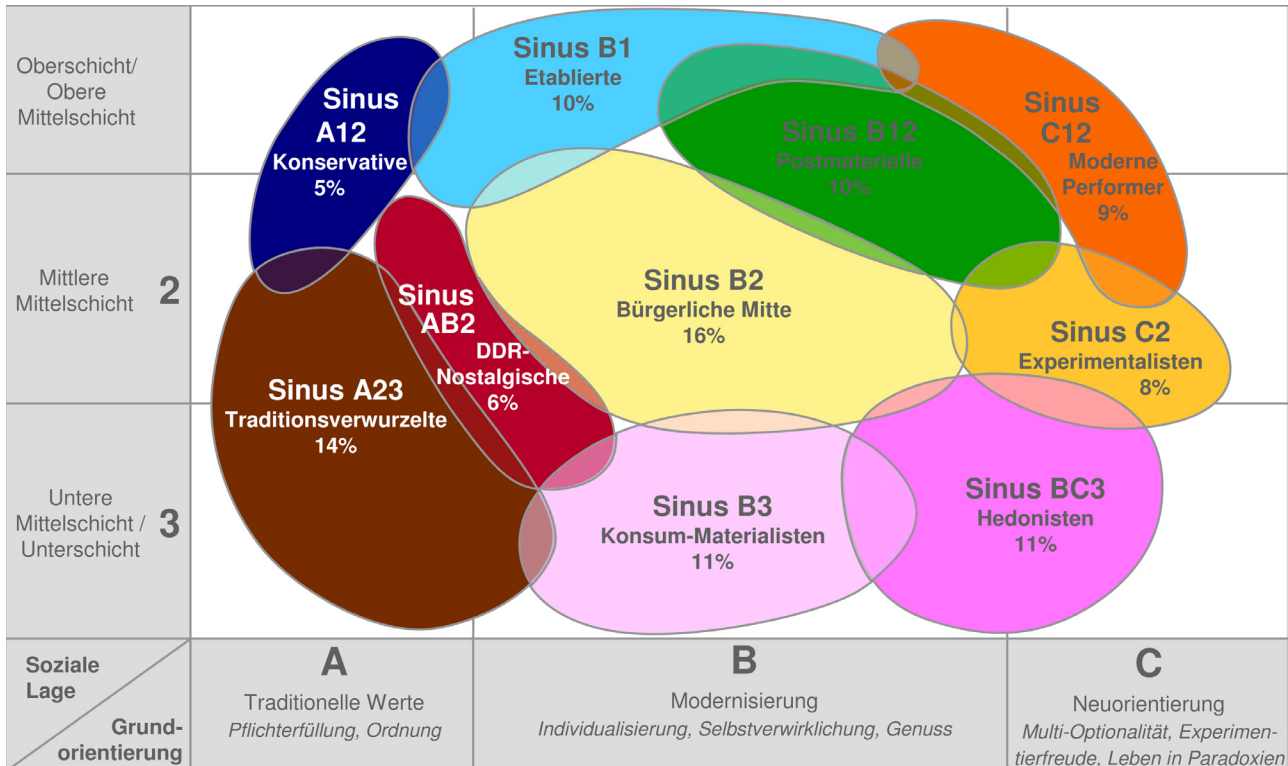 Oberschicht/
Obere
Mittelschicht
Sinus
A12
Konservative
5%
Sinus B1
Etablierte
10%
Sinus B12
Postmaterielle
10%
Sinus
C12
Moderne
Performer
9%
Mittlere
Mittelschicht
2
Sinus
AB2
DDR-
Nostalgische
6%
Sinus B2
Bürgerliche Mitte
16%
Sinus C2
Experimentalisten
8%
Sinus A23
Traditionsverwurzelte
14%
Untere
Mittelschicht /
Unterschicht
3
Sinus B3
Konsum-Materialisten
11%
Sinus BC3
Hedonisten
11%
Soziale
Lage
Grund-
orientierung
A
Traditionelle Werte
Pflichterfüllung, Ordnung
B
Modernisierung
Individualisierung, Selbstverwirklichung, Genuss
C
Neuorientierung
Multi-Optionalität, Experimen-
tierfreude, Leben in Paradoxien